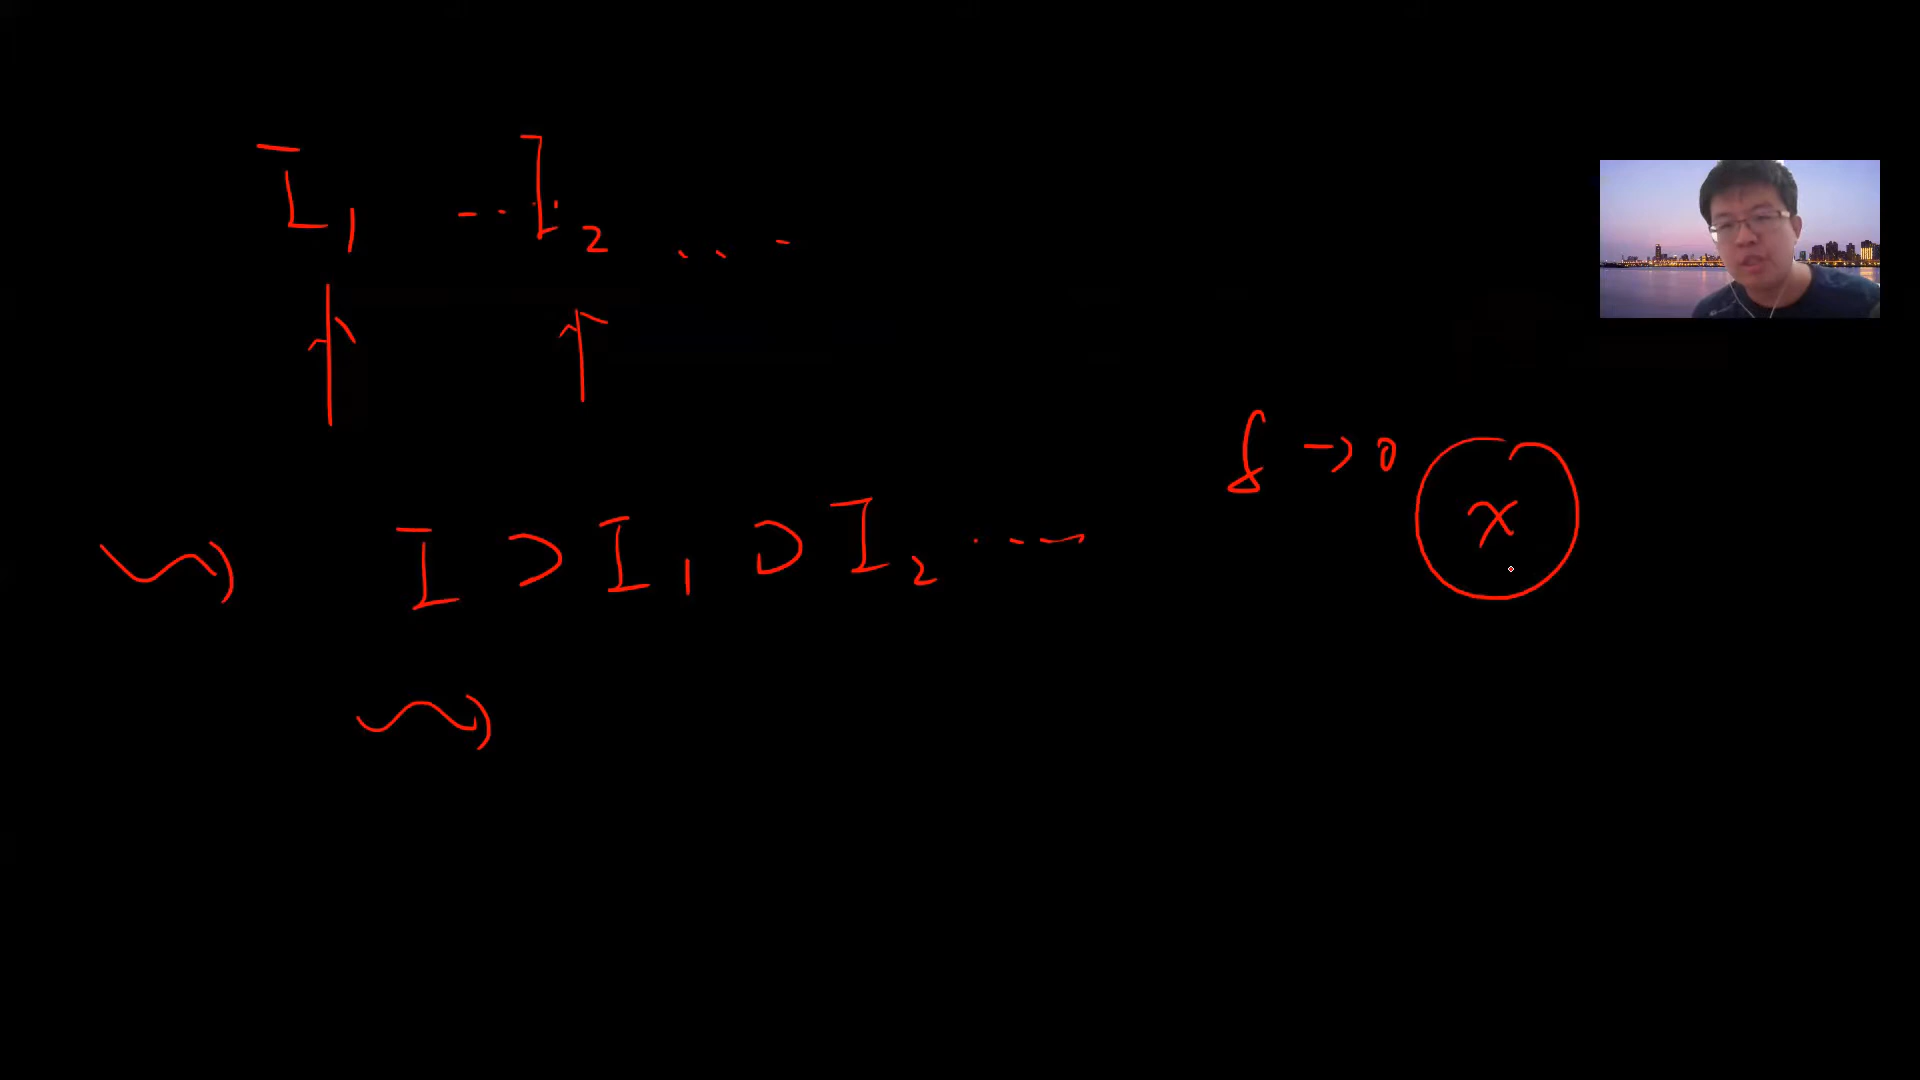 I₁ -- . I₂ . . -
⇝ I ⊃ I₁ ⊃ I₂ . ...
f → 0 x
⇝